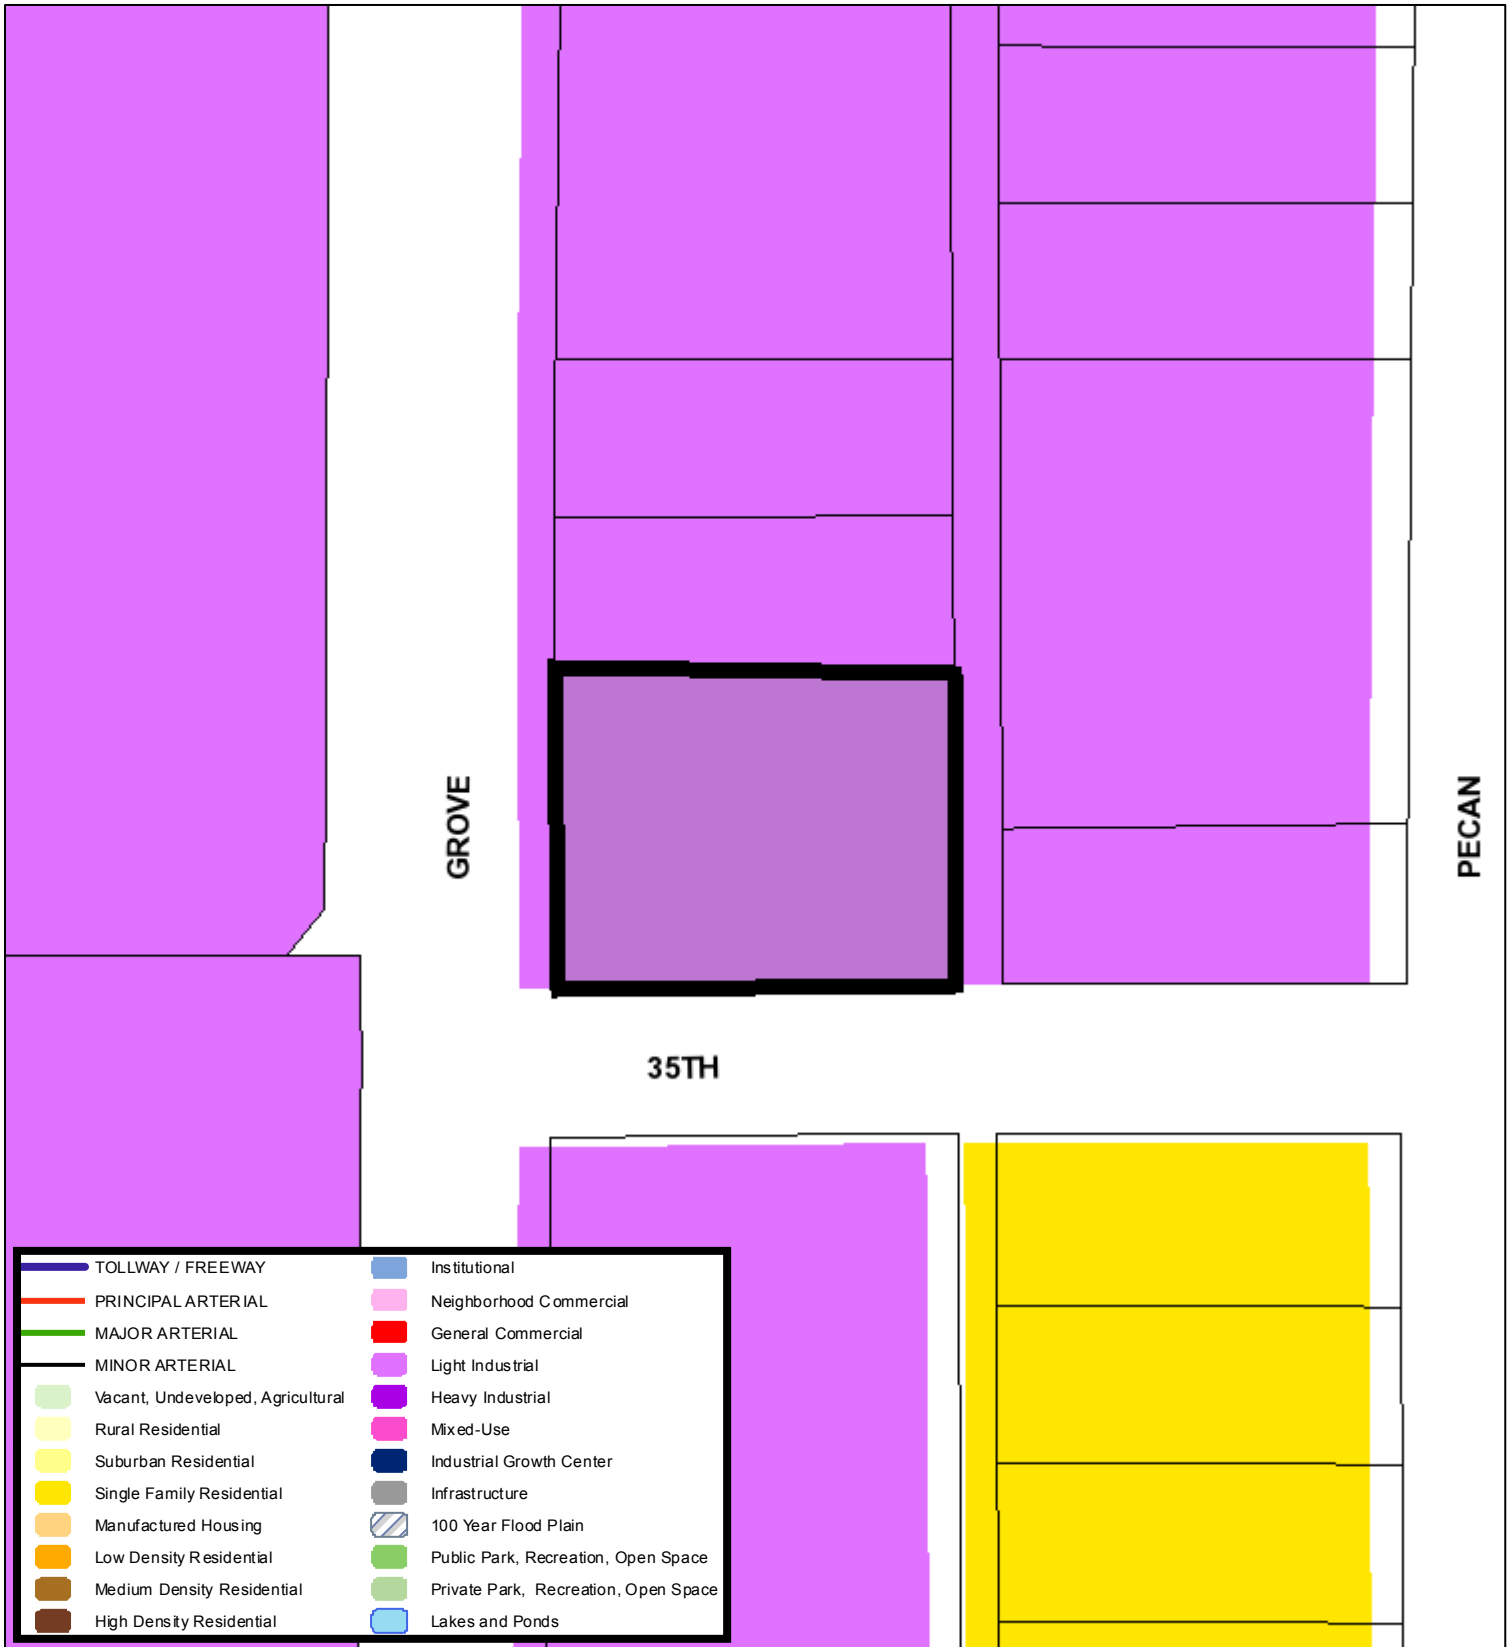 GROVE
PECAN
35TH
TOLLWAY / FREEWAY
PRINCIPAL ARTERIAL
MAJOR ARTERIAL
MINOR ARTERIAL
Vacant, Undeveloped, Agricultural
Rural Residential
Suburban Residential
Single Family Residential
Manufactured Housing
Low Density Residential
Medium Density Residential
High Density Residential
Institutional
Neighborhood Commercial
General Commercial
Light Industrial
Heavy Industrial
Mixed-Use
Industrial Growth Center
Infrastructure
100 Year Flood Plain
Public Park, Recreation, Open Space
Private Park, Recreation, Open Space
Lakes and Ponds